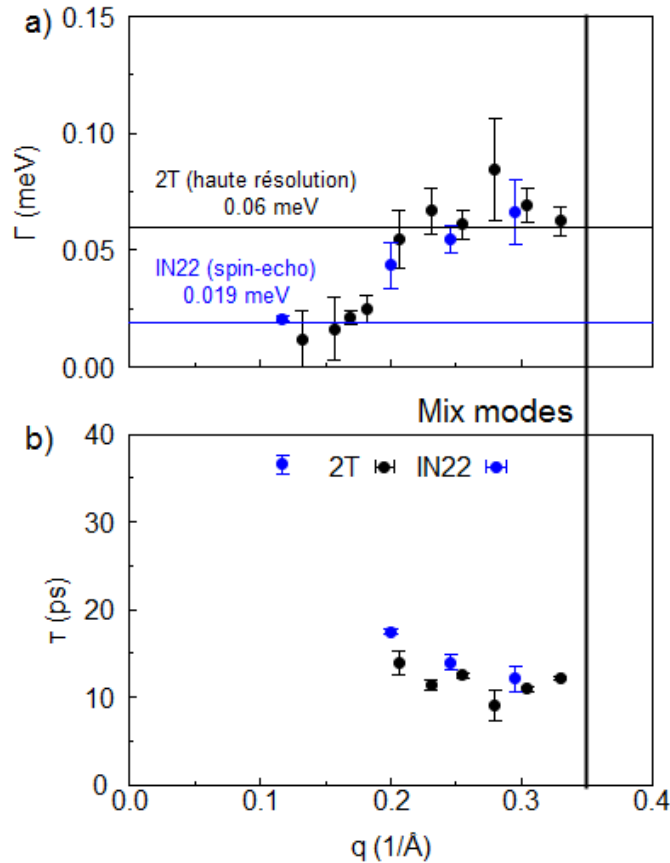 a)
0.15
0.10
0.05
0.00
Γ (meV)
2T (haute résolution)
0.06 meV
IN22 (spin-echo)
0.019 meV
Mix modes
b)
40
30
20
10
0
τ (ps)
2T IN22
0.0 0.1 0.2 0.3 0.4
q (1/Å)